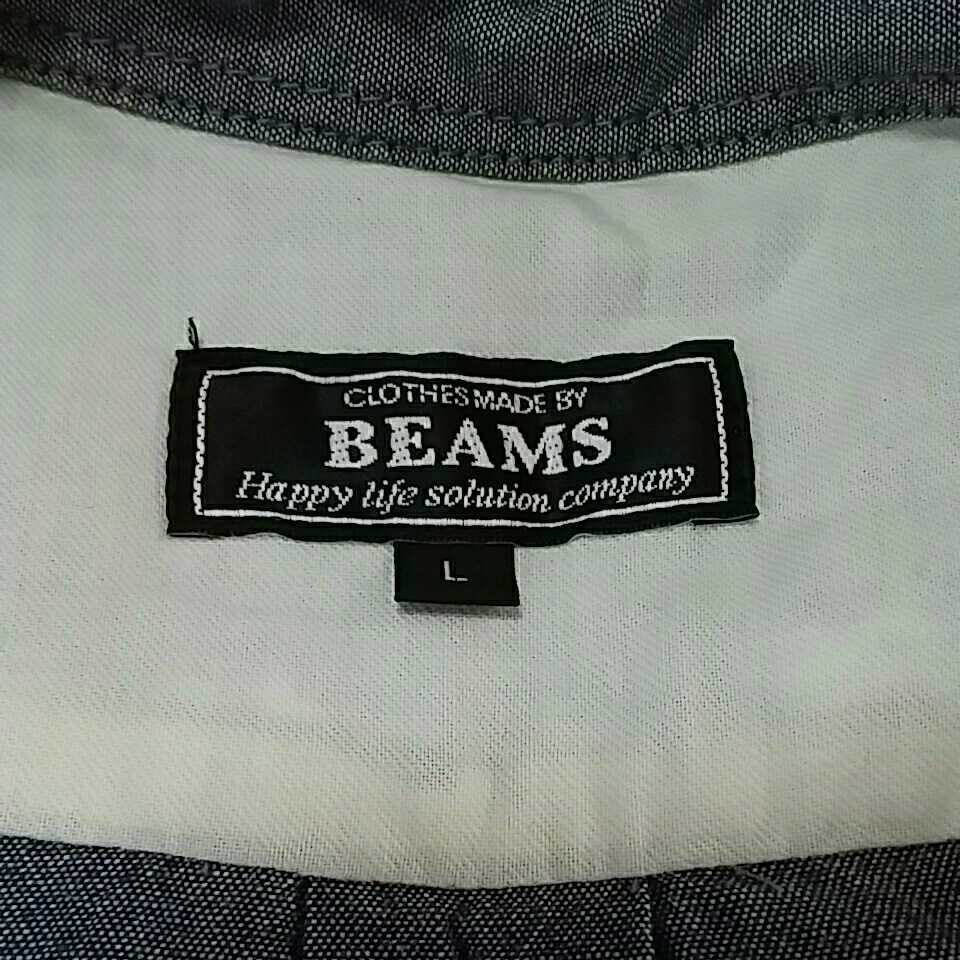 CLOTHES MADE BY
BEAMS
Happy life solution company
L